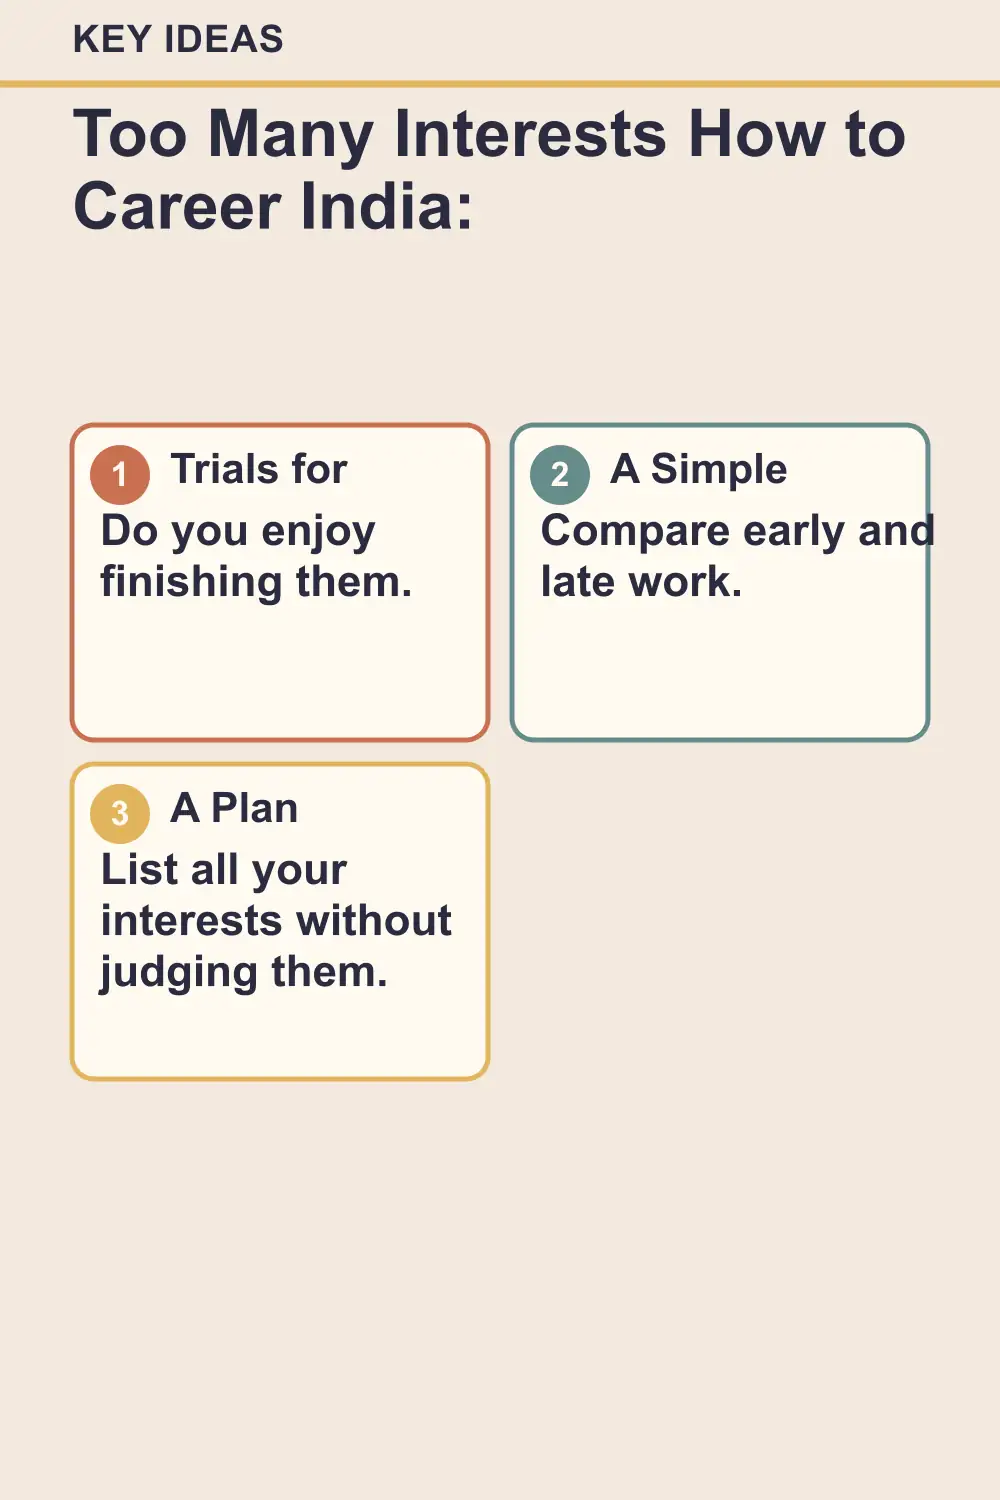 KEY IDEAS
Too Many Interests How to
Career India:
1 Trials for
Do you enjoy
finishing them.
2 A Simple
Compare early and
late work.
3 A Plan
List all your
interests without
judging them.